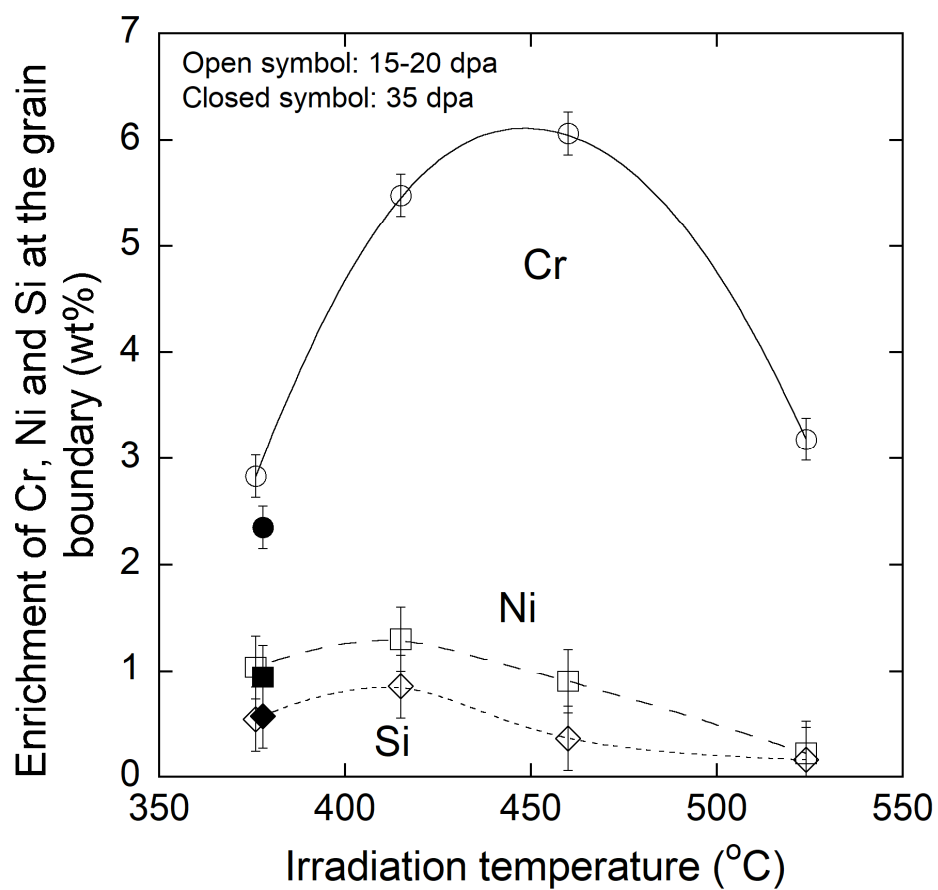 Enrichment of Cr, Ni and Si at the grain
boundary (wt%)
7
6
5
4
3
2
1
0
Open symbol: 15-20 dpa
Closed symbol: 35 dpa
Cr
Ni
Si
350
400
450
500
550
Irradiation temperature (°C)